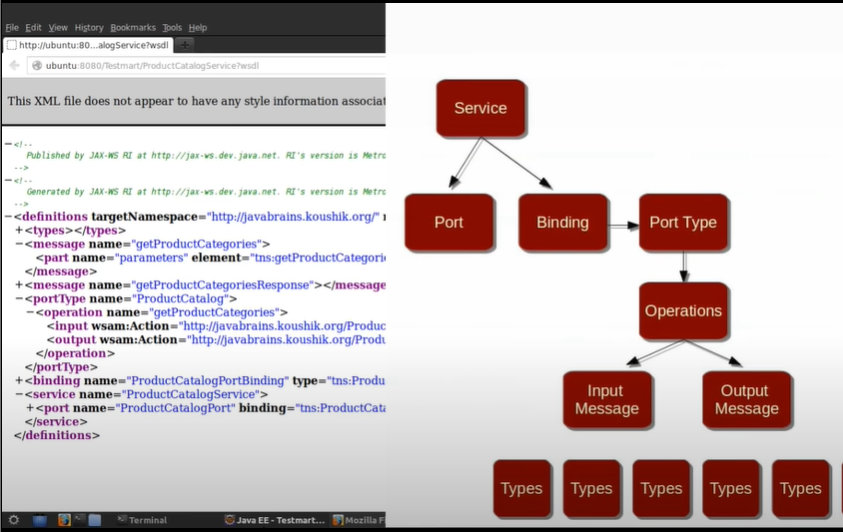 File Edit View History Bookmarks Tools Help
http://ubuntu:80...alogService?wsdl
ubuntu:8080/Testmart/ProductCatalogService?wsdl
This XML file does not appear to have any style information associat
−<!--
Published by JAX-WS RI at http://jax-ws.dev.java.net. RI's version is Metro
-->
−<!--
Generated by JAX-WS RI at http://jax-ws.dev.java.net. RI's version is Metro
-->
−<definitions targetNamespace="http://javabrains.koushik.org/"
+<types></types>
−<message name="getProductCategories">
<part name="parameters" element="tns:getProductCategori
</message>
+<message name="getProductCategoriesResponse"></message
−<portType name="ProductCatalog">
−<operation name="getProductCategories">
<input wsam:Action="http://javabrains.koushik.org/Produc
<output wsam:Action="http://javabrains.koushik.org/Produ
</operation>
</portType>
+<binding name="ProductCatalogPortBinding" type="tns:Produ
−<service name="ProductCatalogService">
+<port name="ProductCatalogPort" binding="tns:ProductCata
</service>
</definitions>
Terminal
Java EE - Testmart...
Mozilla F
Service
Port
Binding
Port Type
Operations
Input
Message
Output
Message
Types
Types
Types
Types
Types